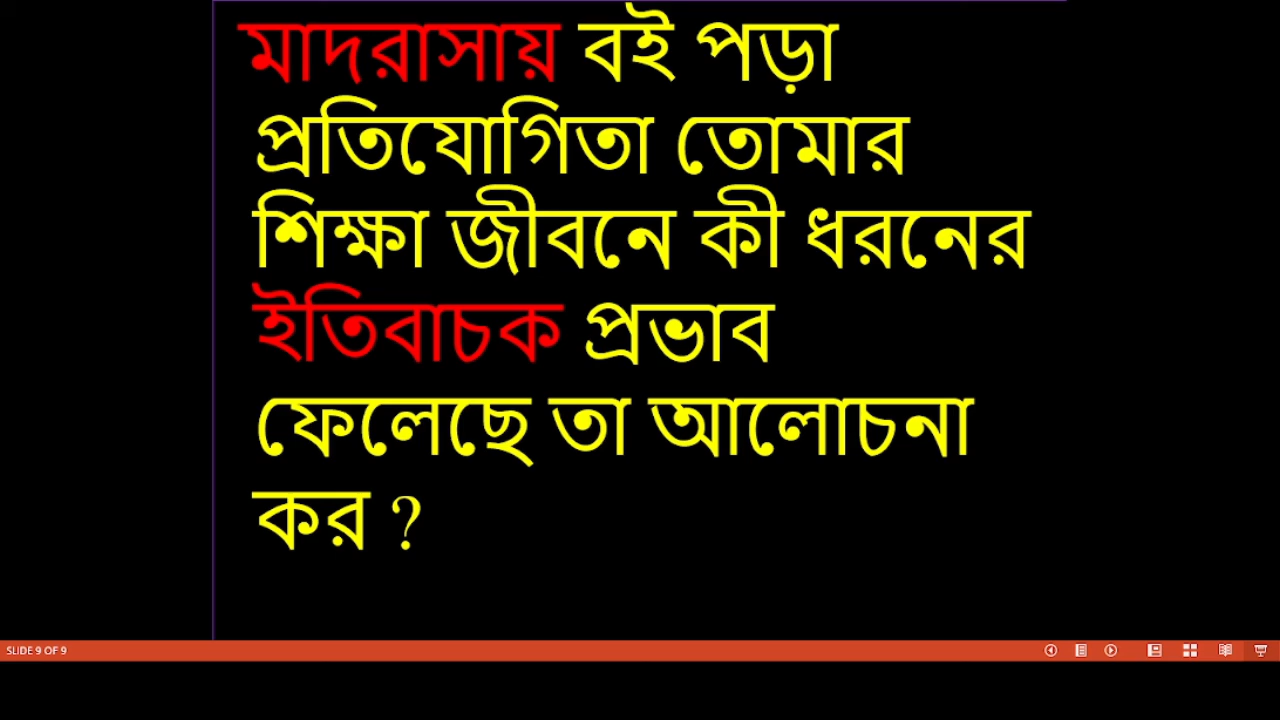 মাদরাসায় বই পড়া
প্রতিযোগিতা তোমার
শিক্ষা জীবনে কী ধরনের
ইতিবাচক প্রভাব
ফেলেছে তা আলোচনা
কর ?
SLIDE 9 OF 9